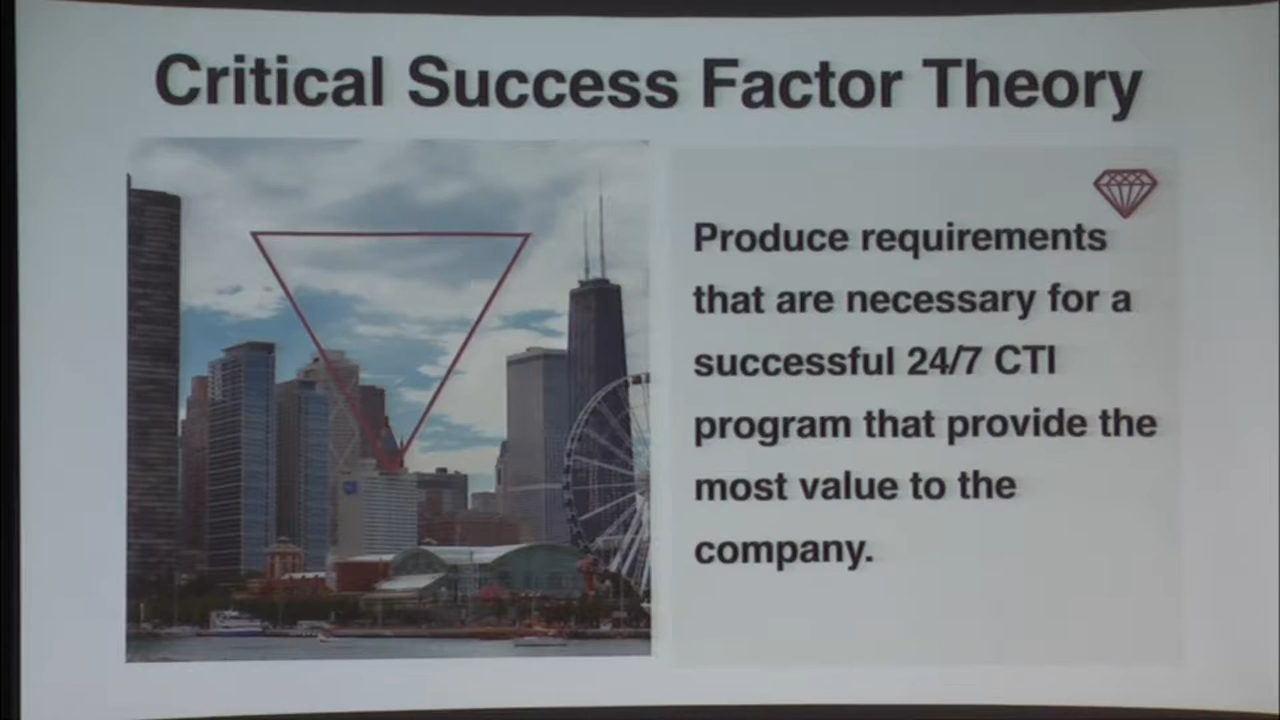 Critical Success Factor Theory
Produce requirements
that are necessary for a
successful 24/7 CTI
program that provide the
most value to the
company.